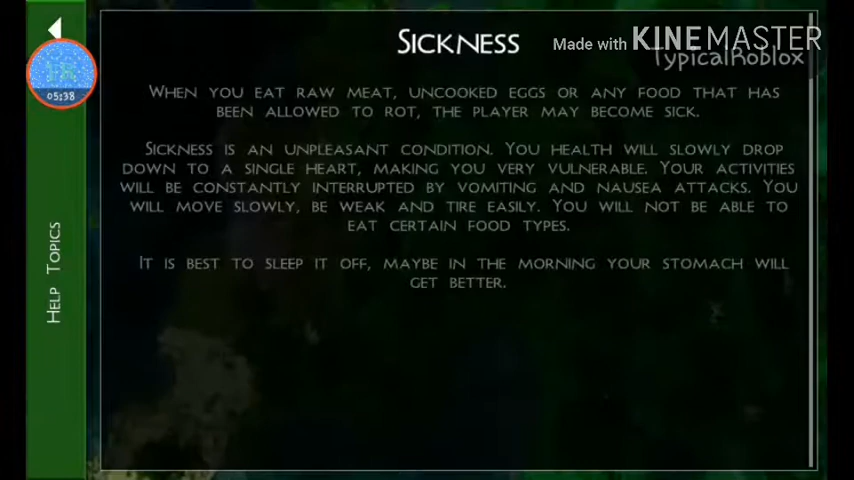 Sickness
Made with KINEMASTER
TypicalRoblox
05:38
When you eat raw meat, uncooked eggs or any food that has
been allowed to rot, the player may become sick.
Sickness is an unpleasant condition. You health will slowly drop
down to a single heart, making you very vulnerable. Your activities
will be constantly interrupted by vomiting and nausea attacks. You
will move slowly, be weak and tire easily. You will not be able to
eat certain food types.
It is best to sleep it off, maybe in the morning your stomach will
get better.
Help Topics